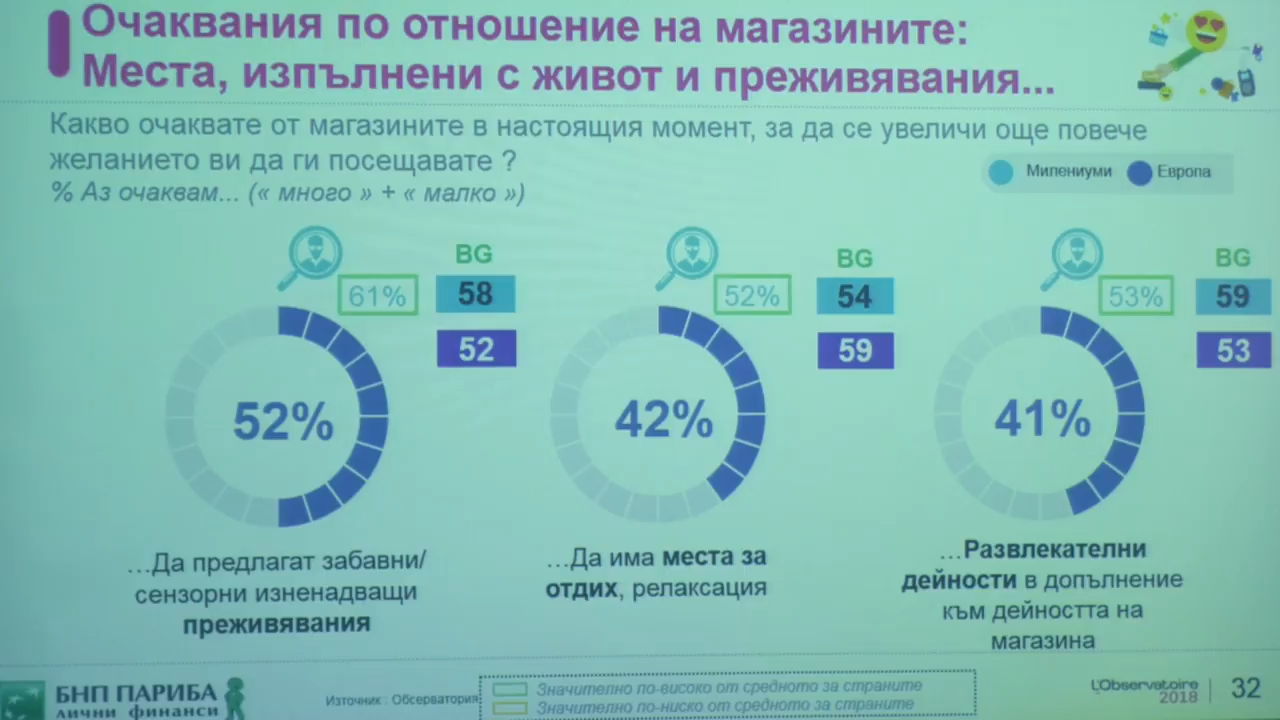 Очаквания по отношение на магазините:
Места, изпълнени с живот и преживявания...
Какво очаквате от магазините в настоящия момент, за да се увеличи още повече
желанието ви да ги посещавате ?
% Аз очаквам... (« много » + « малко »)
Милениуми
Европа
61%
BG
58
52
52%
52%
BG
54
59
42%
53%
BG
59
53
41%
...Да предлагат забавни/
сензорни изненадващи
преживявания
...Да има места за
отдих, релаксация
...Развлекателни
дейности в допълнение
към дейността на
магазина
БНП ПАРИБА
лични финанси
Източник : Обсерватория
Значително по-високо от средното за страните
Значително по-ниско от средното за страните
L'Observatoire
2018
32